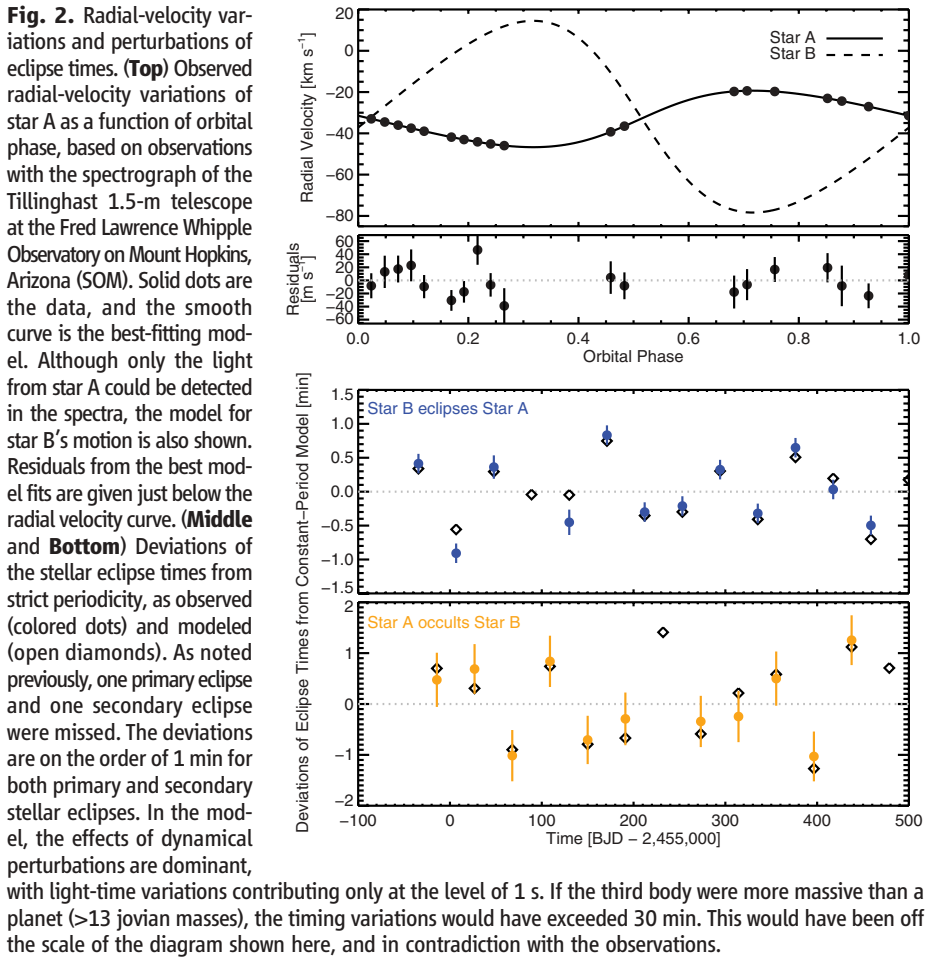 Fig. 2. Radial-velocity var-
iations and perturbations of
eclipse times. (Top) Observed
radial-velocity variations of
star A as a function of orbital
phase, based on observations
with the spectrograph of the
Tillinghast 1.5-m telescope
at the Fred Lawrence Whipple
Observatory on Mount Hopkins,
Arizona (SOM). Solid dots are
the data, and the smooth
curve is the best-fitting mod-
el. Although only the light
from star A could be detected
in the spectra, the model for
star B's motion is also shown.
Residuals from the best mod-
el fits are given just below the
radial velocity curve. (Middle
and Bottom) Deviations of
the stellar eclipse times from
strict periodicity, as observed
(colored dots) and modeled
(open diamonds). As noted
previously, one primary eclipse
and one secondary eclipse
were missed. The deviations
are on the order of 1 min for
both primary and secondary
stellar eclipses. In the mod-
el, the effects of dynamical
perturbations are dominant,
with light-time variations contributing only at the level of 1 s. If the third body were more massive than a
planet (>13 jovian masses), the timing variations would have exceeded 30 min. This would have been off
the scale of the diagram shown here, and in contradiction with the observations.
Radial Velocity [km s⁻¹]
20
0
−20
−40
−60
−80
Star A
Star B
Residuals
[m s⁻¹]
60
40
20
0
−20
−40
−60
0.0 0.2 0.4 0.6 0.8 1.0
Orbital Phase
Deviations of Eclipse Times from Constant−Period Model [min]
1.5
1.0
0.5
0.0
−0.5
−1.0
−1.5
Star B eclipses Star A
2
1
0
−1
−2
Star A occults Star B
−100 0 100 200 300 400 500
Time [BJD − 2,455,000]